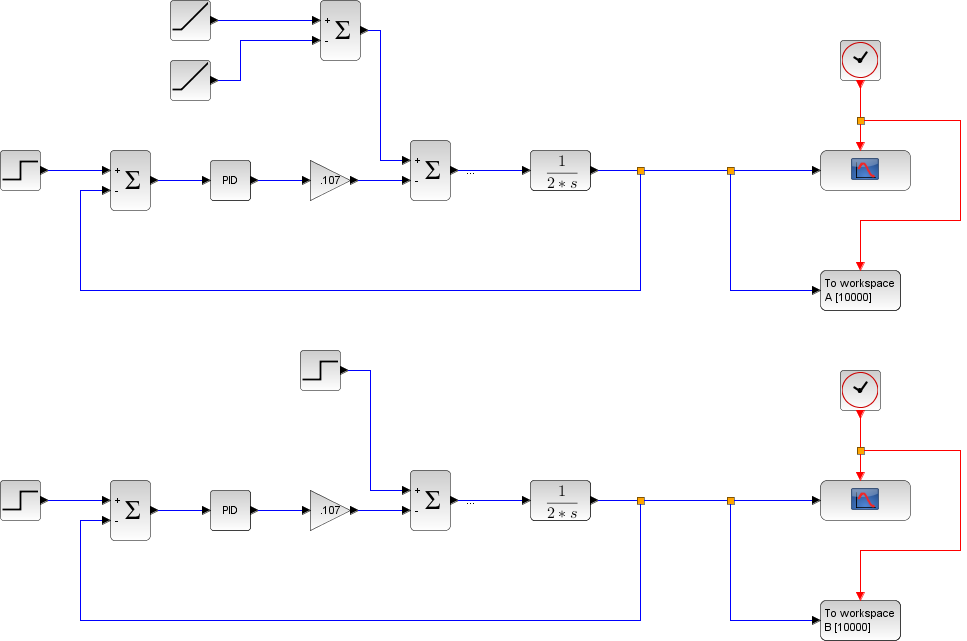 +
-
Σ
+
-
Σ
PID
.107
+
-
Σ
...
1
2 * s
To workspace
A [10000]
+
-
Σ
PID
.107
+
-
Σ
...
1
2 * s
To workspace
B [10000]